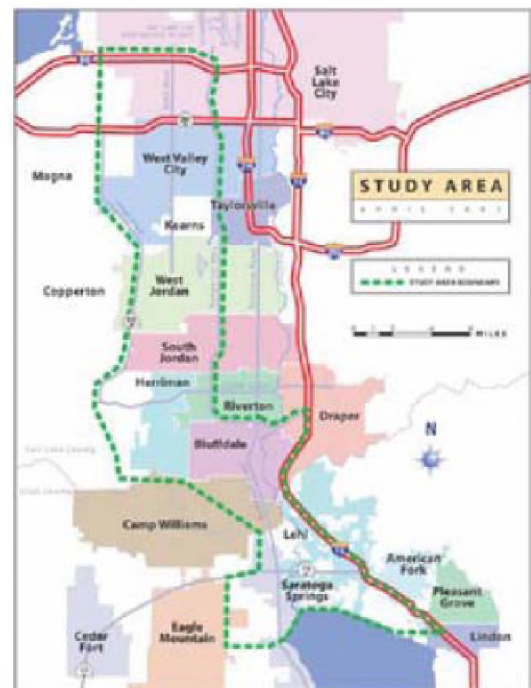 Salt
Lake
City
West Valley
City
Magna
Taylorsville
Kearns
STUDY AREA
LEGEND
STUDY AREA BOUNDARY
MILES
Copperton
West
Jordan
South
Jordan
Herriman
Riverton
Draper
N
Bluffdale
Camp Williams
Lehi
American
Fork
Saratoga
Springs
Pleasant
Grove
Eagle
Mountain
Lindon
Cedar
Fort